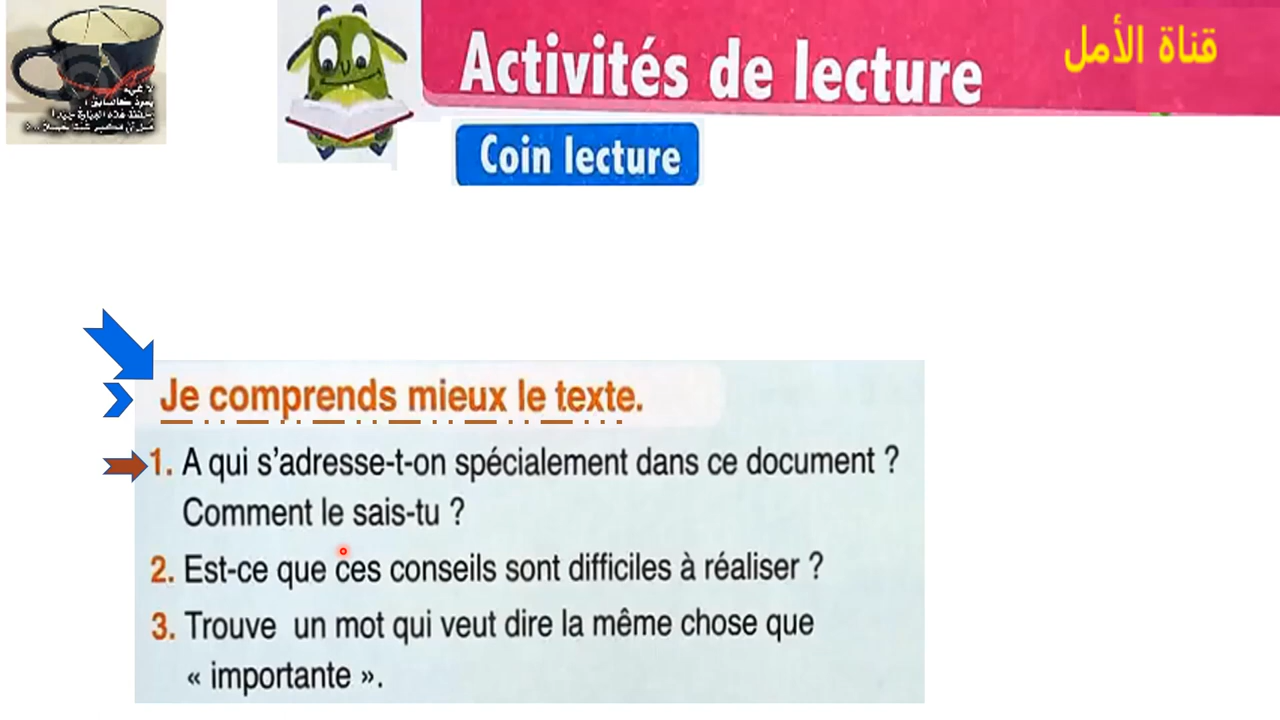 Activités de lecture
قناة الأمل
Coin lecture
Je comprends mieux le texte.
1. A qui s'adresse-t-on spécialement dans ce document ?
Comment le sais-tu ?
2. Est-ce que ces conseils sont difficiles à réaliser ?
3. Trouve un mot qui veut dire la même chose que
« importante ».